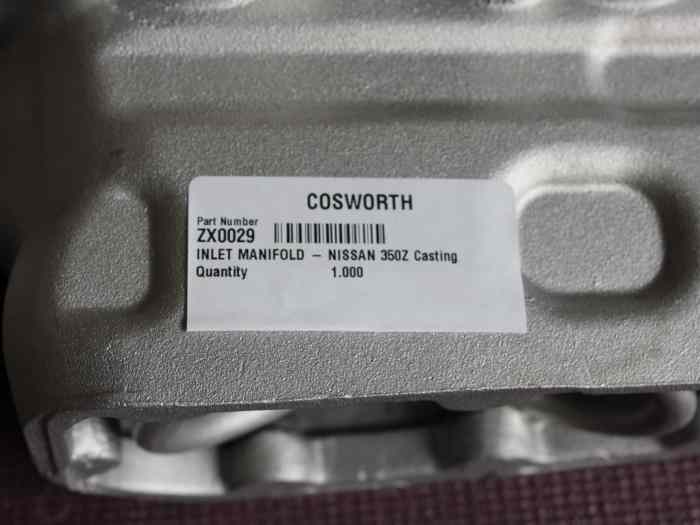 COSWORTH
Part Number
ZX0029
INLET MANIFOLD – NISSAN 350Z Casting
Quantity 1.000